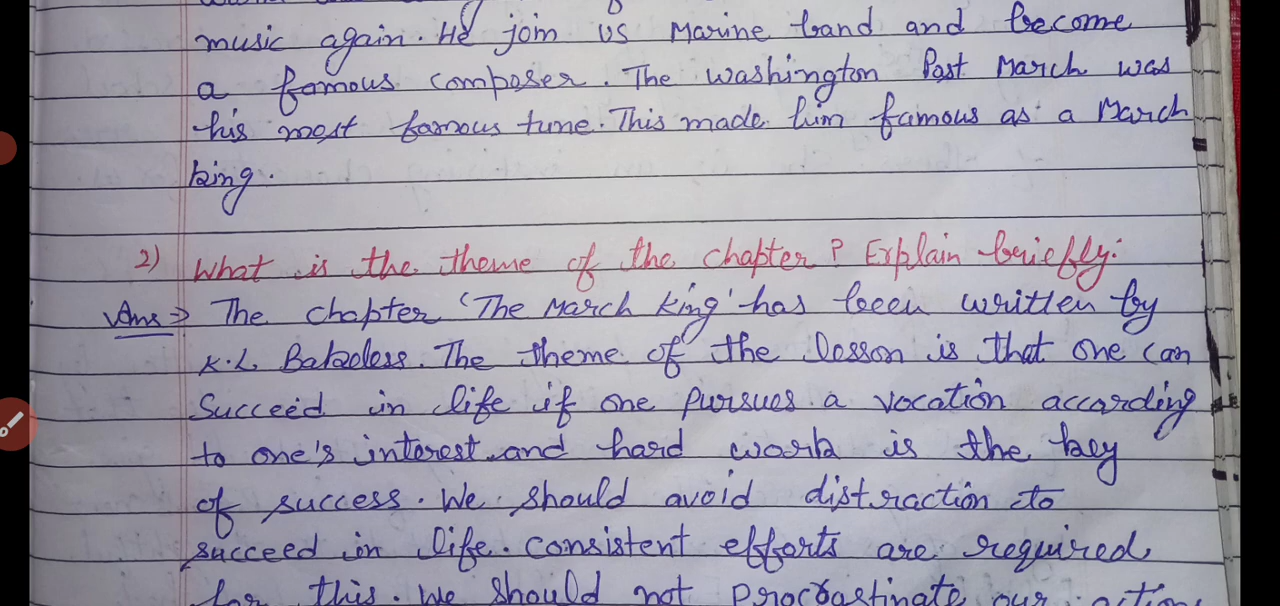 music again. He join US Marine band and become
a famous composer. The Washington Post March was
his most famous tune. This made him famous as a March
king.
2) What is the theme of the chapter? Explain briefly:
Ans → The chapter 'The March King' has been written by
K.L. Batedless. The theme of the lesson is that one can
Succeed in life if one pursues a vocation according
to one's interest and hard work is the key
of success. We should avoid distraction to
succeed in life. Consistent efforts are required
for this. We should not procrastinate our actions